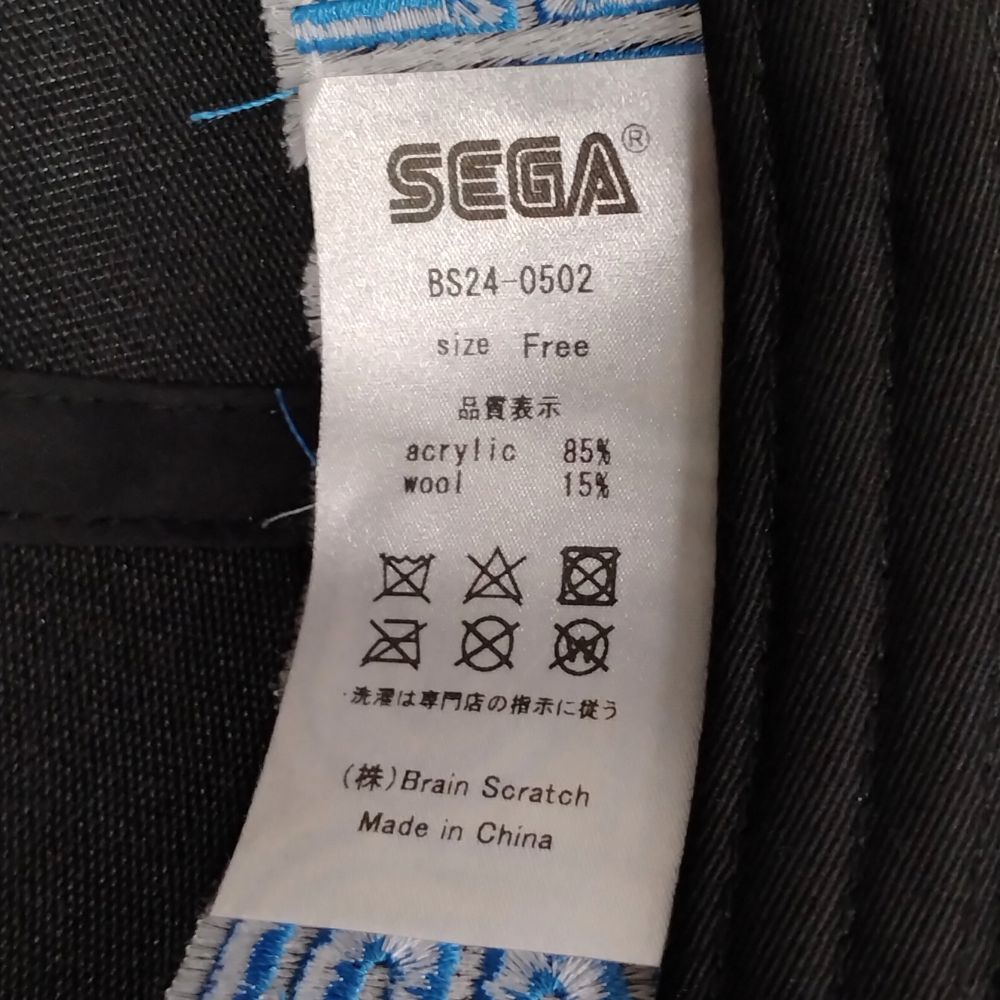 SEGA®
BS24-0502
size Free
品質表示
acrylic 85%
wool 15%
W
・洗濯は専門店の指示に従う
(株)Brain Scratch
Made in China